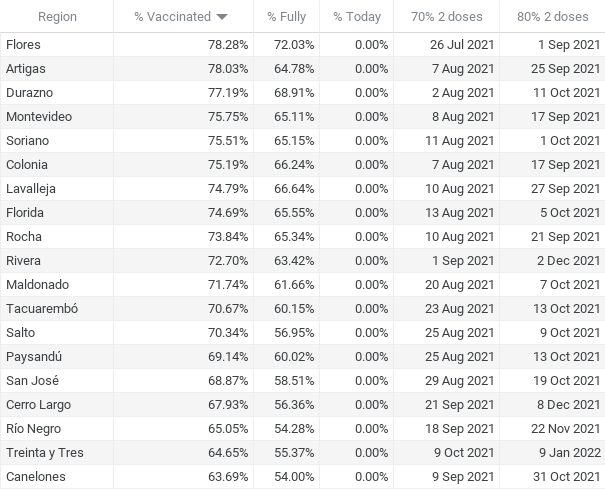 Region % Vaccinated % Fully % Today 70% 2 doses 80% 2 doses
Flores 78.28% 72.03% 0.00% 26 Jul 2021 1 Sep 2021
Artigas 78.03% 64.78% 0.00% 7 Aug 2021 25 Sep 2021
Durazno 77.19% 68.91% 0.00% 2 Aug 2021 11 Oct 2021
Montevideo 75.75% 65.11% 0.00% 8 Aug 2021 17 Sep 2021
Soriano 75.51% 65.15% 0.00% 11 Aug 2021 1 Oct 2021
Colonia 75.19% 66.24% 0.00% 7 Aug 2021 17 Sep 2021
Lavalleja 74.79% 66.64% 0.00% 10 Aug 2021 27 Sep 2021
Florida 74.69% 65.55% 0.00% 13 Aug 2021 5 Oct 2021
Rocha 73.84% 65.34% 0.00% 10 Aug 2021 21 Sep 2021
Rivera 72.70% 63.42% 0.00% 1 Sep 2021 2 Dec 2021
Maldonado 71.74% 61.66% 0.00% 20 Aug 2021 7 Oct 2021
Tacuarembó 70.67% 60.15% 0.00% 23 Aug 2021 13 Oct 2021
Salto 70.34% 56.95% 0.00% 25 Aug 2021 9 Oct 2021
Paysandú 69.14% 60.02% 0.00% 25 Aug 2021 13 Oct 2021
San José 68.87% 58.51% 0.00% 29 Aug 2021 19 Oct 2021
Cerro Largo 67.93% 56.36% 0.00% 21 Sep 2021 8 Dec 2021
Río Negro 65.05% 54.28% 0.00% 18 Sep 2021 22 Nov 2021
Treinta y Tres 64.65% 55.37% 0.00% 9 Oct 2021 9 Jan 2022
Canelones 63.69% 54.00% 0.00% 9 Sep 2021 31 Oct 2021